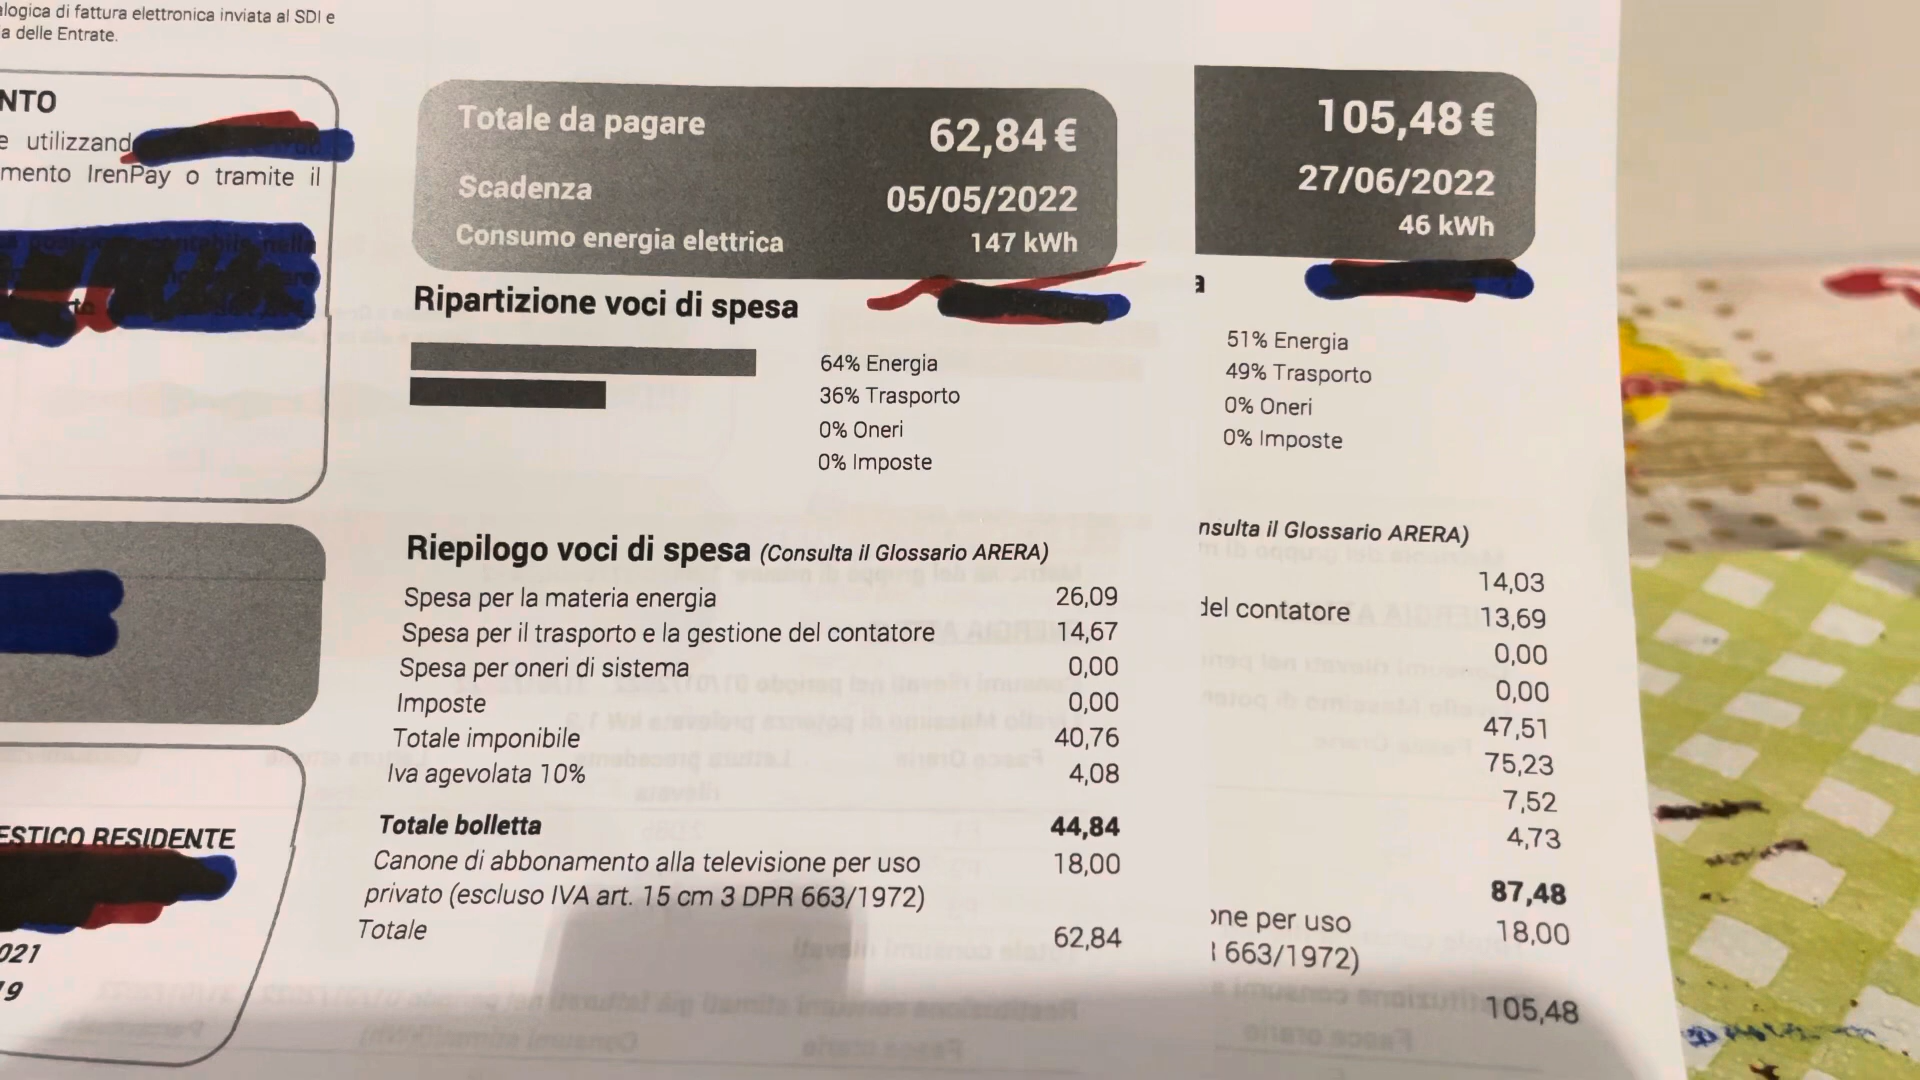 alogica di fattura elettronica inviata al SDI e
a delle Entrate.
NTO
e utilizzand
mento IrenPay o tramite il
ESTICO RESIDENTE
021
19
Totale da pagare 62,84 €
Scadenza 05/05/2022
Consumo energia elettrica 147 kWh
Ripartizione voci di spesa
64% Energia
36% Trasporto
0% Oneri
0% Imposte
Riepilogo voci di spesa (Consulta il Glossario ARERA)
Spesa per la materia energia 26,09
Spesa per il trasporto e la gestione del contatore 14,67
Spesa per oneri di sistema 0,00
Imposte 0,00
Totale imponibile 40,76
Iva agevolata 10% 4,08
Totale bolletta 44,84
Canone di abbonamento alla televisione per uso 18,00
privato (escluso IVA art. 15 cm 3 DPR 663/1972)
Totale 62,84
105,48 €
27/06/2022
46 kWh
a
51% Energia
49% Trasporto
0% Oneri
0% Imposte
nsulta il Glossario ARERA)
14,03
del contatore 13,69
0,00
0,00
47,51
75,23
7,52
4,73
87,48
one per uso 18,00
R 663/1972)
105,48